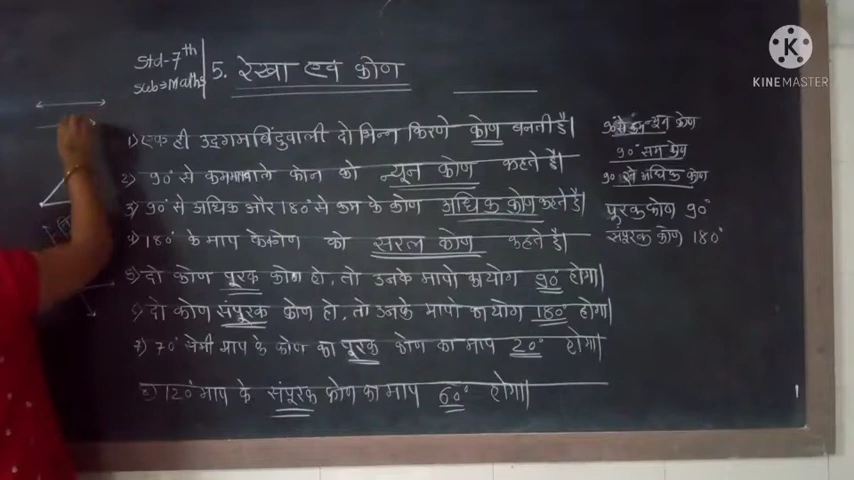 Std-7th
Sub→Maths
5. रेखा एवं कोण
1) एक ही उद्गमबिंदुवाली दो भिन्न किरणे कोण बनती है।
2) 90° से कममापवाले कोन को न्यून कोण कहते है।
3) 90° से अधिक और 180° से कम के कोण अधिक कोण कहते है।
4) 180° के माप के कोण को सरल कोण कहते है।
5) दो कोण पूरक कोण हो, तो उनके मापो का योग 90° होगा।
6) दो कोण संपूरक कोण हो, तो उनके मापो का योग 180° होगा।
7) 70° माप के कोण का पूरक कोण का माप 20° होगा।
8) 120° माप के संपूरक कोण का माप 60° होगा।
90° से कम न्यून कोण
90° सम कोण
90° से अधिक कोण
पूरक कोण 90°
संपूरक कोण 180°
K
KINEMASTER